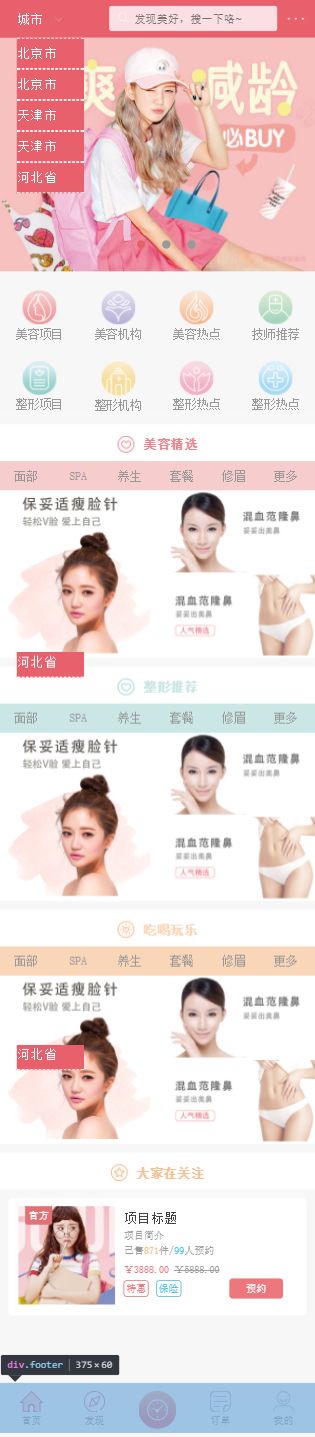 城市
发现美好，搜一下咯~
北京市
北京市
天津市
天津市
河北省
爽 减龄
必BUY
美容项目 美容机构 美容热点 技师推荐
整形项目 整形机构 整形热点 整形热点
美容精选
面部 SPA 养生 套餐 修眉 更多
保妥适瘦脸针
轻松V脸 爱上自己
混血范隆鼻
妥妥出美鼻
混血范隆鼻
妥妥出美鼻
人气精选
河北省
整形推荐
面部 SPA 养生 套餐 修眉 更多
保妥适瘦脸针
轻松V脸 爱上自己
混血范隆鼻
妥妥出美鼻
混血范隆鼻
妥妥出美鼻
人气精选
吃喝玩乐
面部 SPA 养生 套餐 修眉 更多
保妥适瘦脸针
轻松V脸 爱上自己
混血范隆鼻
妥妥出美鼻
河北省
混血范隆鼻
妥妥出美鼻
人气精选
大家在关注
官方
项目标题
项目简介
己售871件/99人预约
￥3888.00 ￥5888.00
特惠 保险 预约
div.footer 375×60
首页 发现 订单 我的